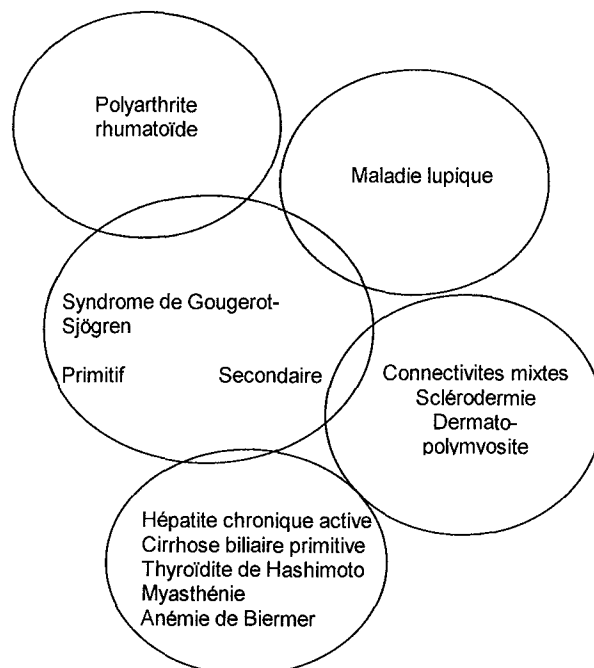 Polyarthrite
rhumatoïde
Maladie lupique
Syndrome de Gougerot-
Sjögren
Primitif
Secondaire
Connectivites mixtes
Sclérodermie
Dermato-
polymyosite
Hépatite chronique active
Cirrhose biliaire primitive
Thyroïdite de Hashimoto
Myasthénie
Anémie de Biermer